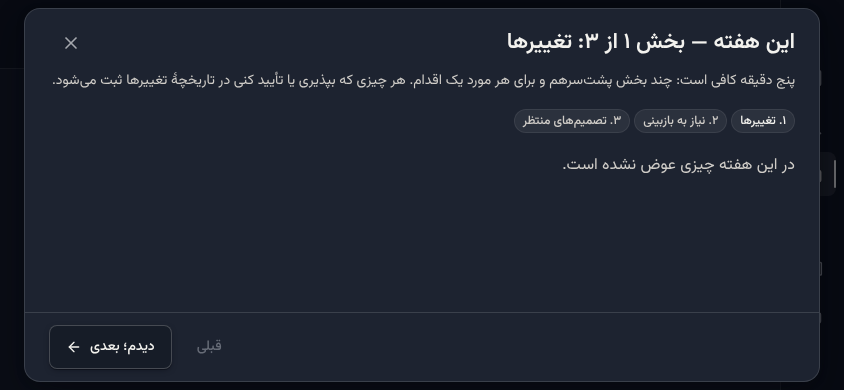 این هفته — بخش ۱ از ۳: تغییرها
پنج دقیقه کافی است: چند بخش پشت‌سرهم و برای هر مورد یک اقدام. هر چیزی که بپذیری یا تأیید کنی در تاریخچهٔ تغییرها ثبت می‌شود.
۱. تغییرها ۲. نیاز به بازبینی ۳. تصمیم‌های منتظر
در این هفته چیزی عوض نشده است.
قبلی دیدم؛ بعدی ←